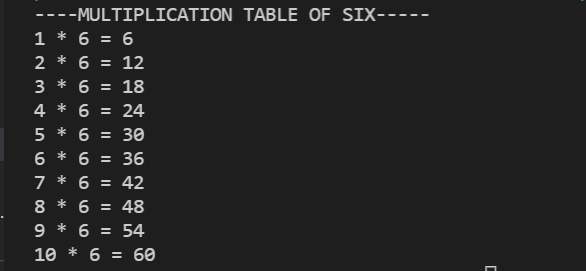 ----MULTIPLICATION TABLE OF SIX-----
1 * 6 = 6
2 * 6 = 12
3 * 6 = 18
4 * 6 = 24
5 * 6 = 30
6 * 6 = 36
7 * 6 = 42
8 * 6 = 48
9 * 6 = 54
10 * 6 = 60